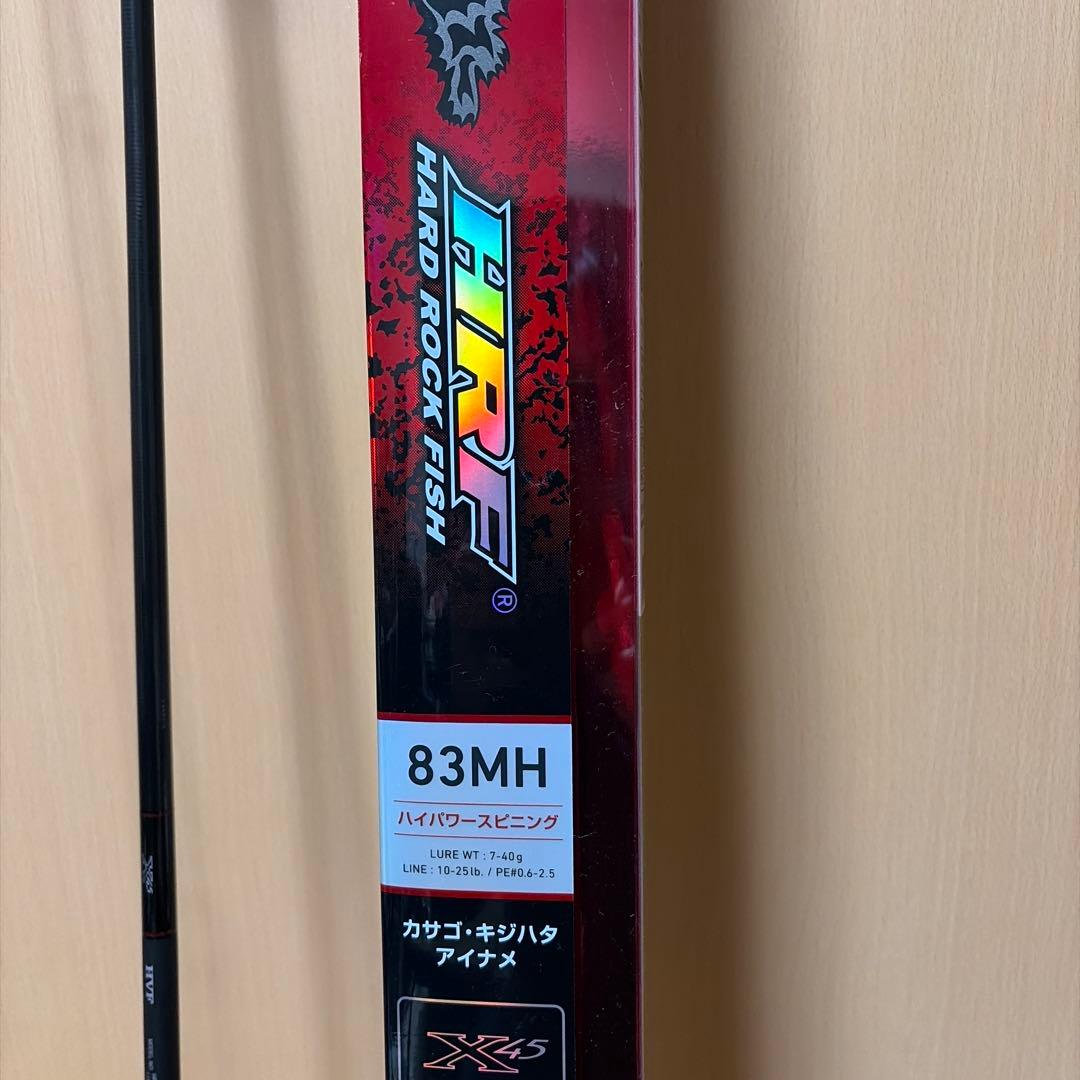 HRF®
HARD ROCK FISH
83MH
ハイパワースピニング
LURE WT : 7-40g
LINE : 10-25lb. / PE#0.6-2.5
カサゴ・キジハタ
アイナメ
X45
X45
HVF